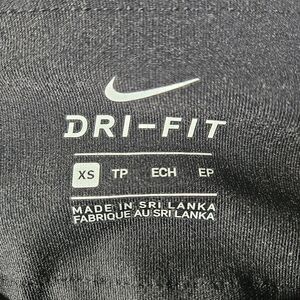 DRI-FIT
XS TP ECH EP
MADE IN SRI LANKA
FABRIQUE AU SRI LANKA